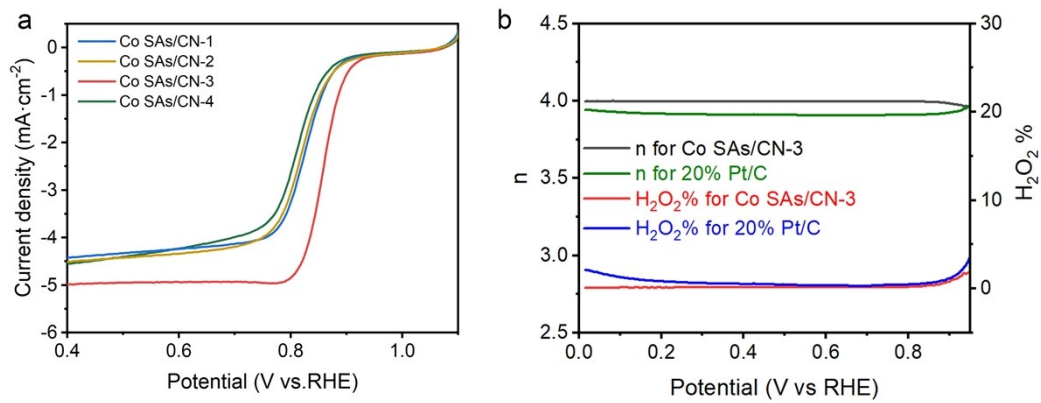 a
Co SAs/CN-1
Co SAs/CN-2
Co SAs/CN-3
Co SAs/CN-4
Current density (mA·cm⁻²)
0
-1
-2
-3
-4
-5
-6
0.4
0.6
0.8
1.0
Potential (V vs.RHE)
b
n for Co SAs/CN-3
n for 20% Pt/C
H₂O₂% for Co SAs/CN-3
H₂O₂% for 20% Pt/C
n
4.5
4.0
3.5
3.0
2.5
H₂O₂ %
30
20
10
0
0.0
0.2
0.4
0.6
0.8
Potential (V vs RHE)